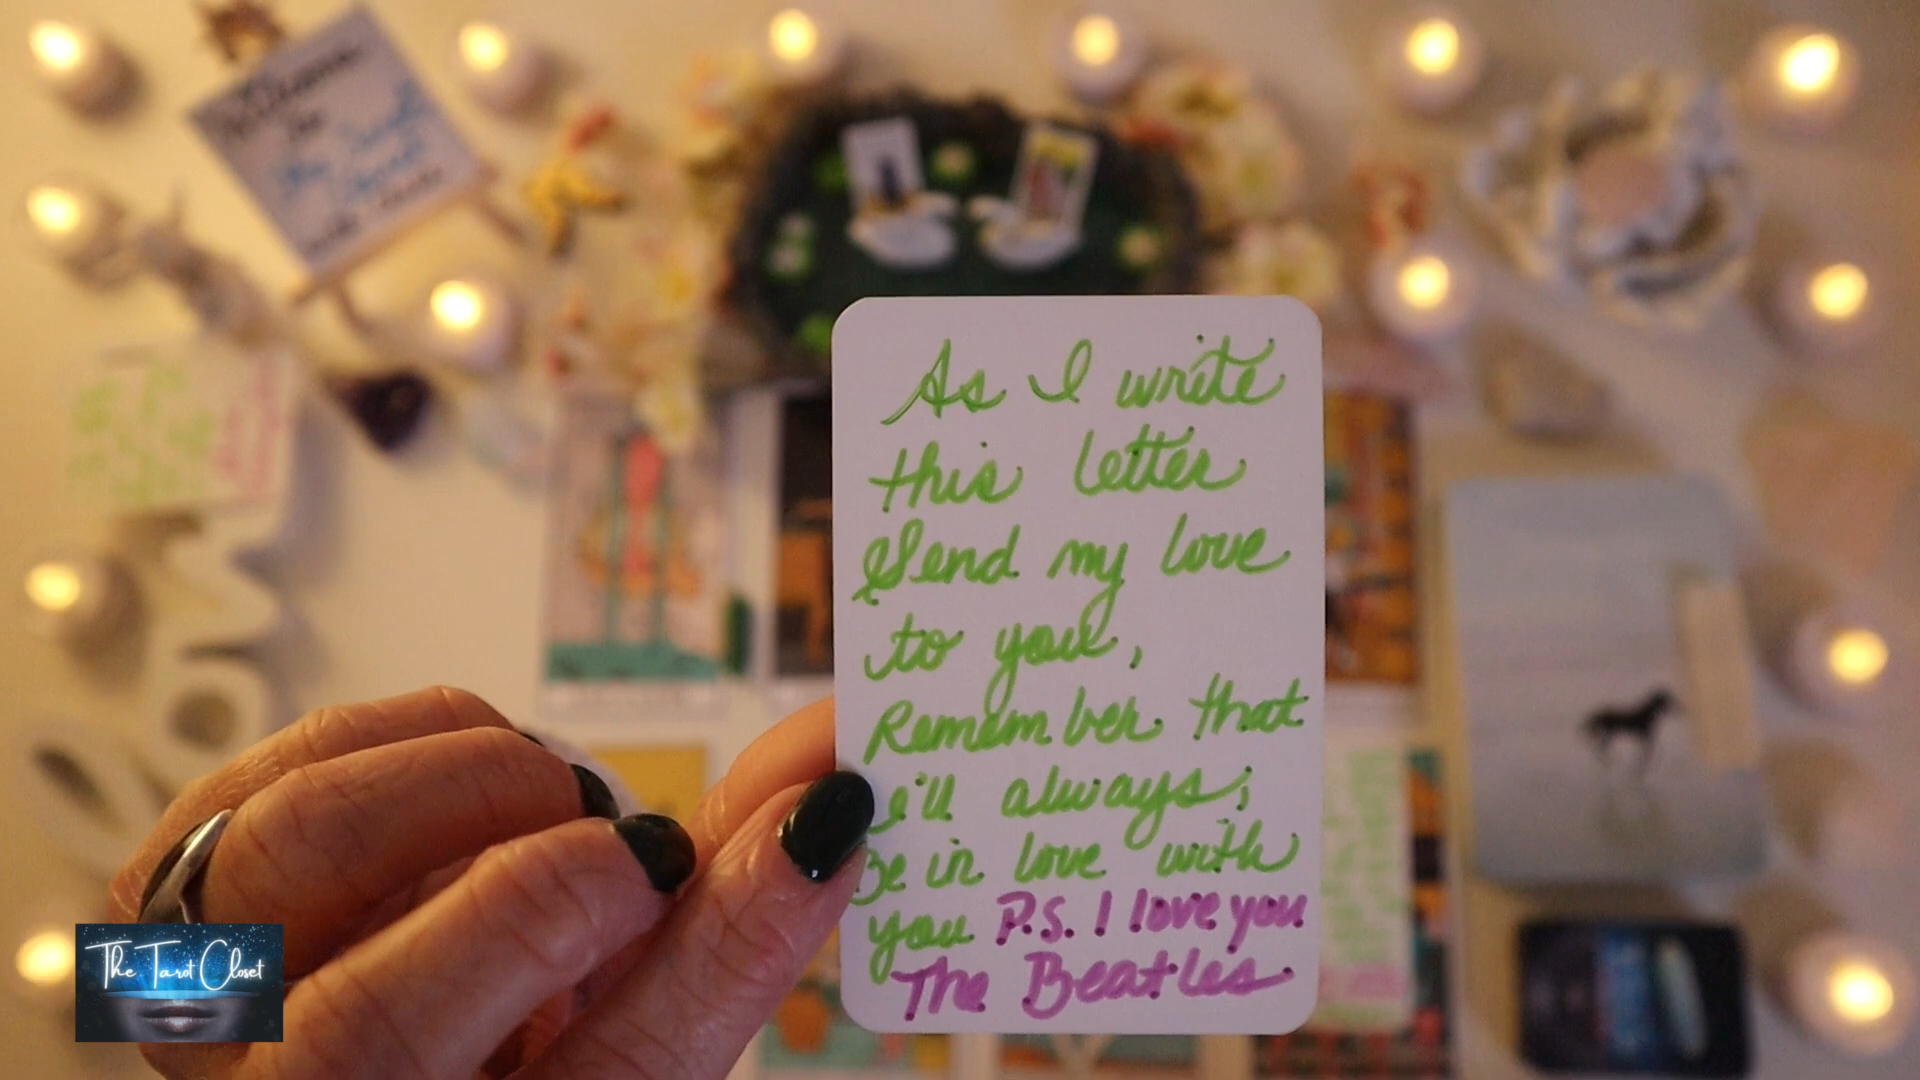 As I write
this letter
Send my love
to you,
Remember that
I'll always;
Be in love with
you P.S. I love you
The Beatles
The Tarot Closet